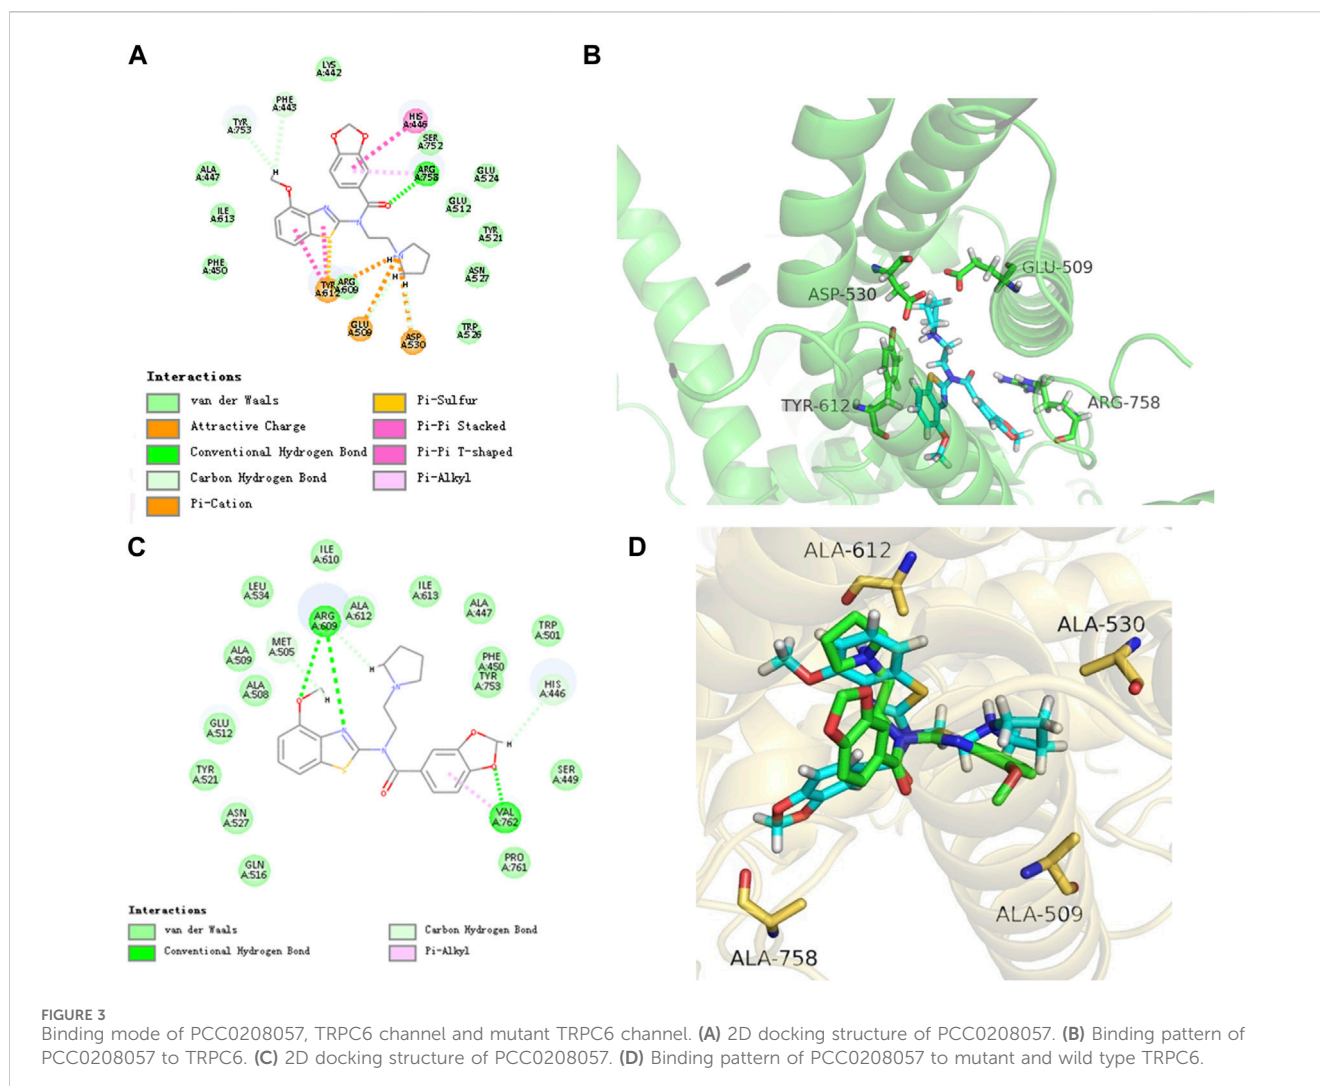 A
LYS
A:442
PHE
A:443
TYR
A:753
HIS
A:446
SER
A:752
ALA
A:447
ARG
A:758
GLU
A:524
GLU
A:512
ILE
A:613
TYR
A:521
PHE
A:450
ASN
A:527
TYR
A:612
ARG
A:609
GLU
A:509
ASP
A:530
TRP
A:526
H
O
O
O
N
N
O
S
H
N
H
H
Interactions
van der Waals
Attractive Charge
Conventional Hydrogen Bond
Carbon Hydrogen Bond
Pi-Cation
Pi-Sulfur
Pi-Pi Stacked
Pi-Pi T-shaped
Pi-Alkyl
B
GLU-509
ASP-530
TYR-612
ARG-758
C
ILE
A:610
LEU
A:534
ILE
A:613
ARG
A:609
ALA
A:612
ALA
A:447
TRP
A:501
MET
A:505
ALA
A:509
PHE
A:450
TYR
A:753
HIS
A:446
ALA
A:508
GLU
A:512
TYR
A:521
SER
A:449
ASN
A:527
VAL
A:762
GLN
A:516
PRO
A:761
H
N
O
H
N
N
S
O
O
O
H
Interactions
van der Waals
Conventional Hydrogen Bond
Carbon Hydrogen Bond
Pi-Alkyl
D
ALA-612
ALA-530
ALA-509
ALA-758
FIGURE 3
Binding mode of PCC0208057, TRPC6 channel and mutant TRPC6 channel. (A) 2D docking structure of PCC0208057. (B) Binding pattern of
PCC0208057 to TRPC6. (C) 2D docking structure of PCC0208057. (D) Binding pattern of PCC0208057 to mutant and wild type TRPC6.